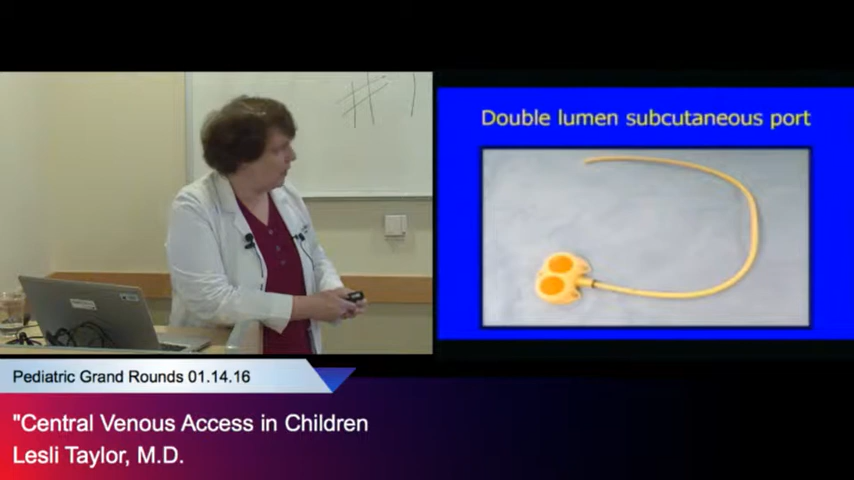 Double lumen subcutaneous port
Pediatric Grand Rounds 01.14.16
"Central Venous Access in Children
Lesli Taylor, M.D.